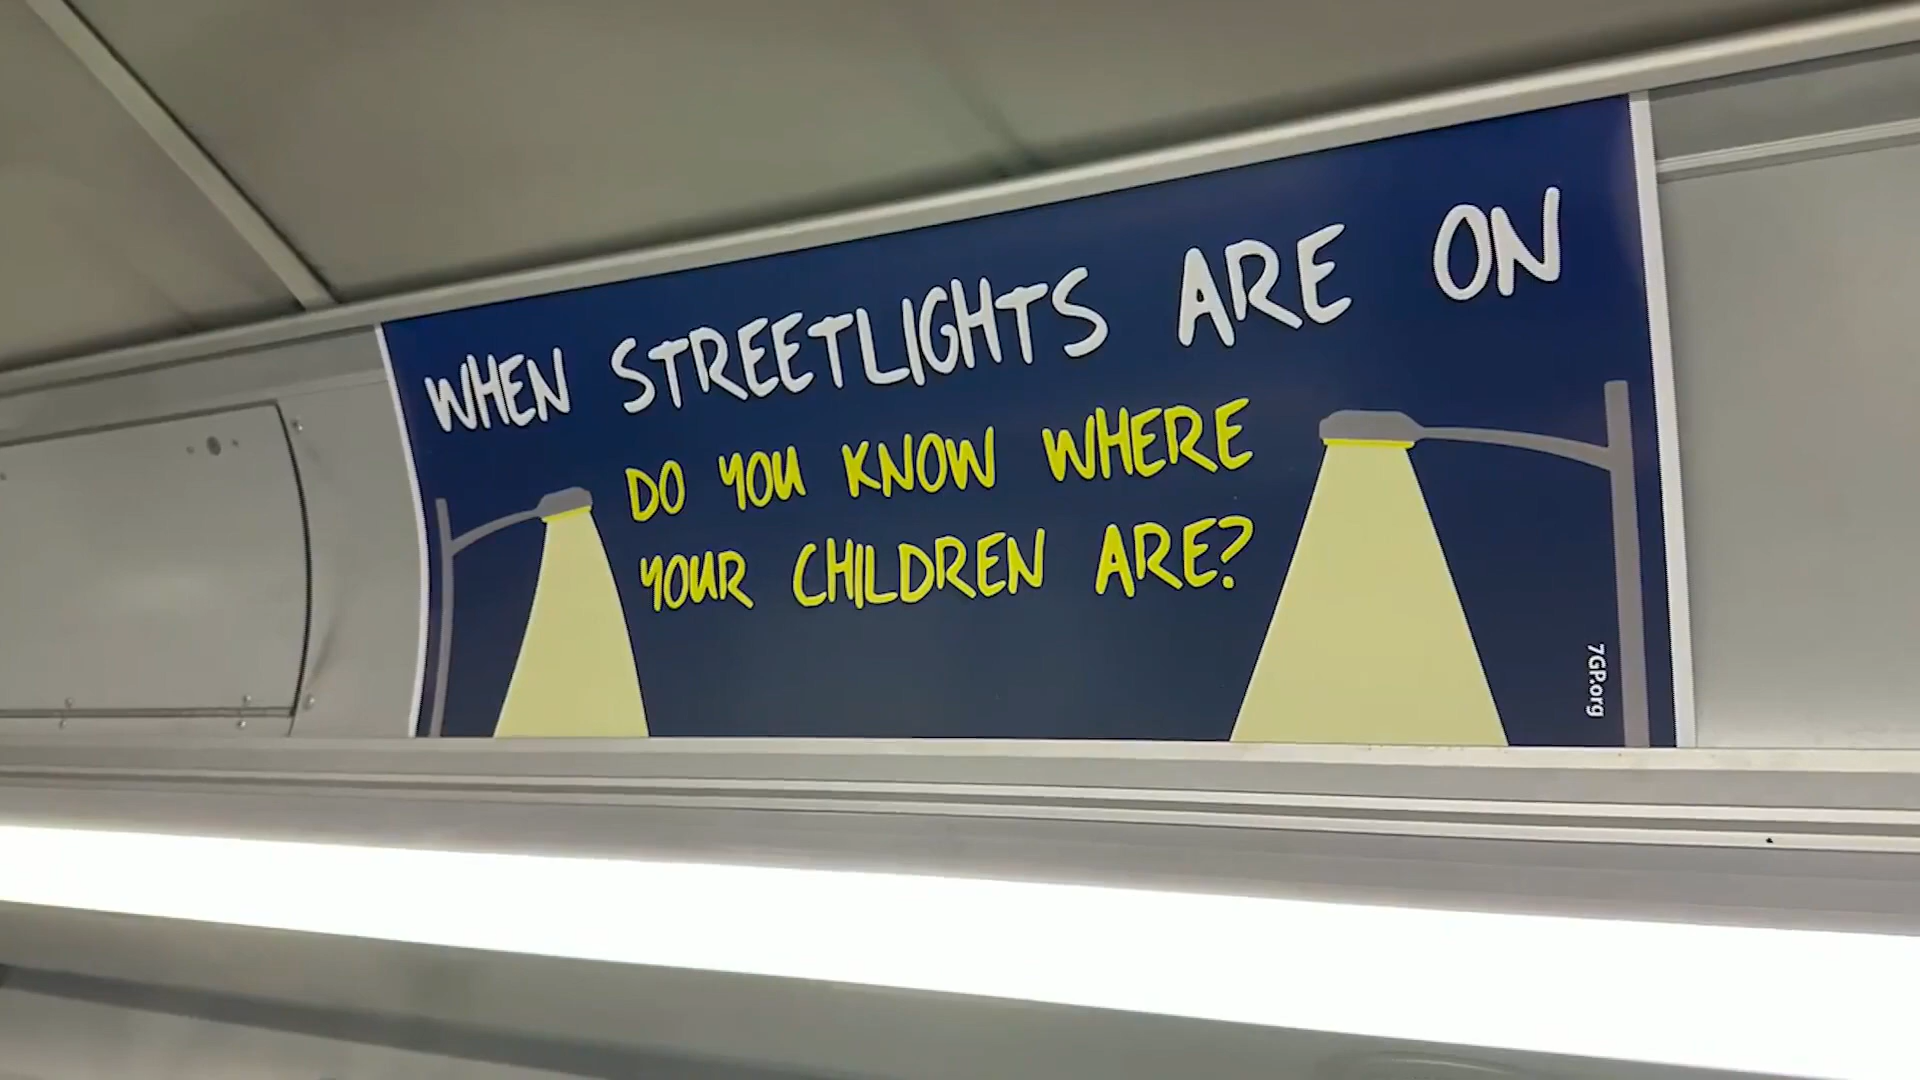 WHEN STREETLIGHTS ARE ON
DO YOU KNOW WHERE
YOUR CHILDREN ARE?
7GP.org